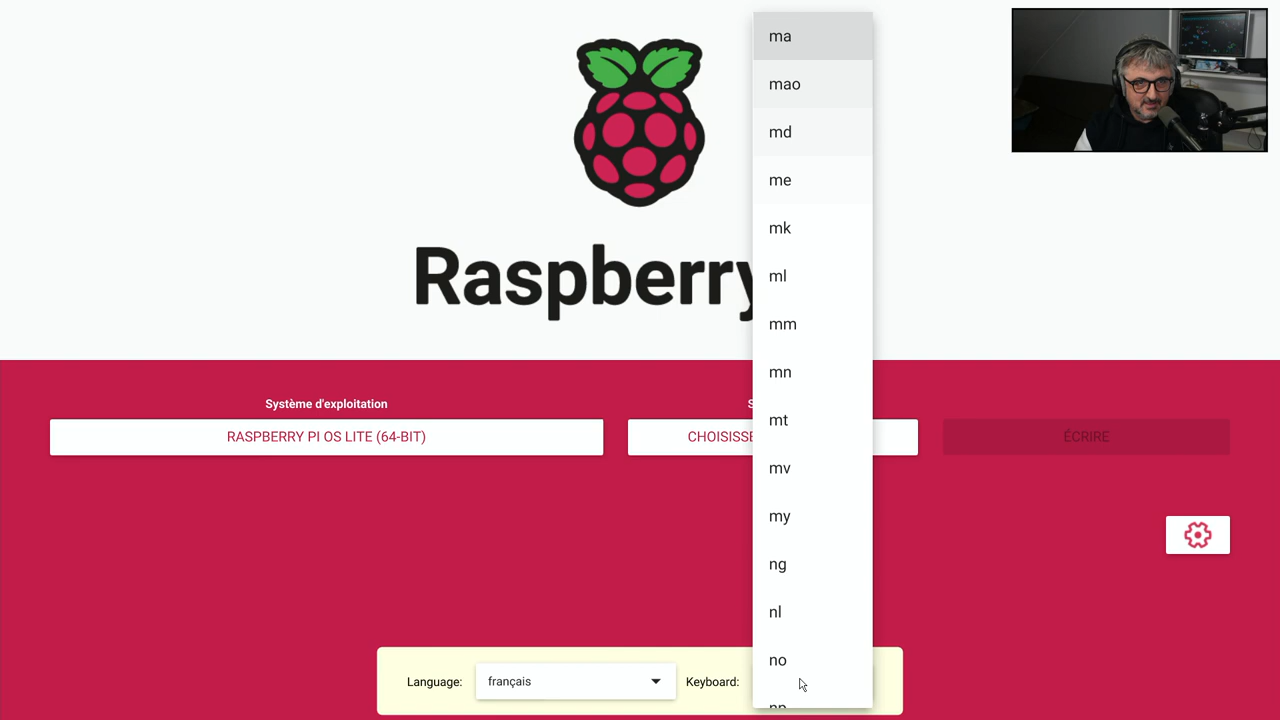 Raspberry
Système d'exploitation
RASPBERRY PI OS LITE (64-BIT)
ÉCRIRE
Language:
français
Keyboard:
ma
mao
md
me
mk
ml
mm
mn
mt
mv
my
ng
nl
no